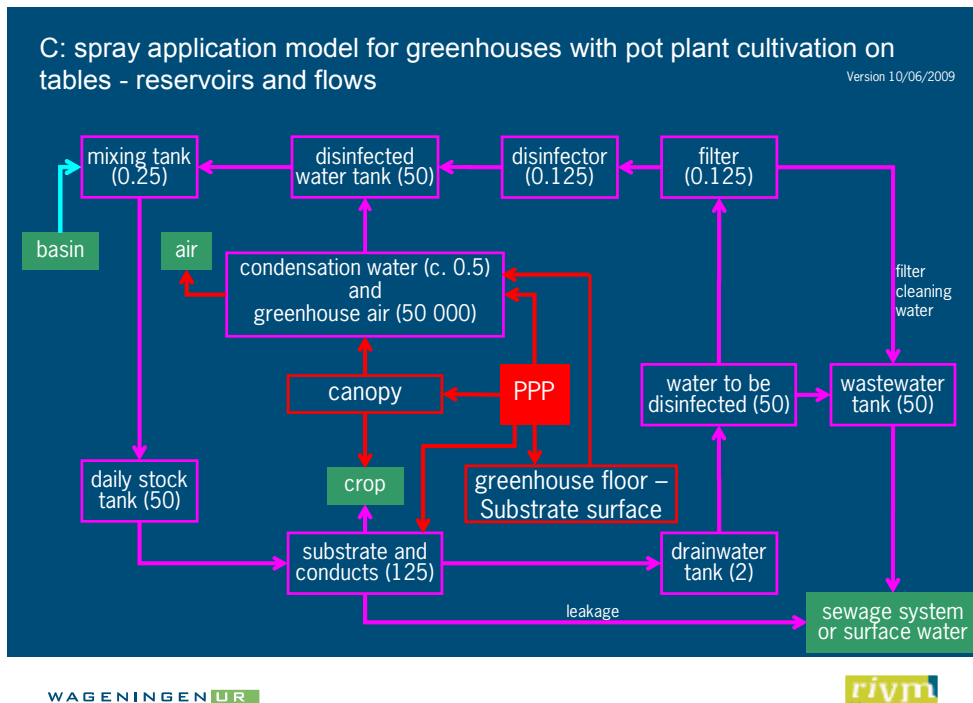 C: spray application model for greenhouses with pot plant cultivation on
tables - reservoirs and flows
Version 10/06/2009
mixing tank
(0.25)
disinfected
water tank (50)
disinfector
(0.125)
filter
(0.125)
basin
air
condensation water (c. 0.5)
and
greenhouse air (50 000)
filter
cleaning
water
canopy
PPP
water to be
disinfected (50)
wastewater
tank (50)
daily stock
tank (50)
crop
greenhouse floor –
Substrate surface
substrate and
conducts (125)
drainwater
tank (2)
leakage
sewage system
or surface water
WAGENINGEN UR
rivm